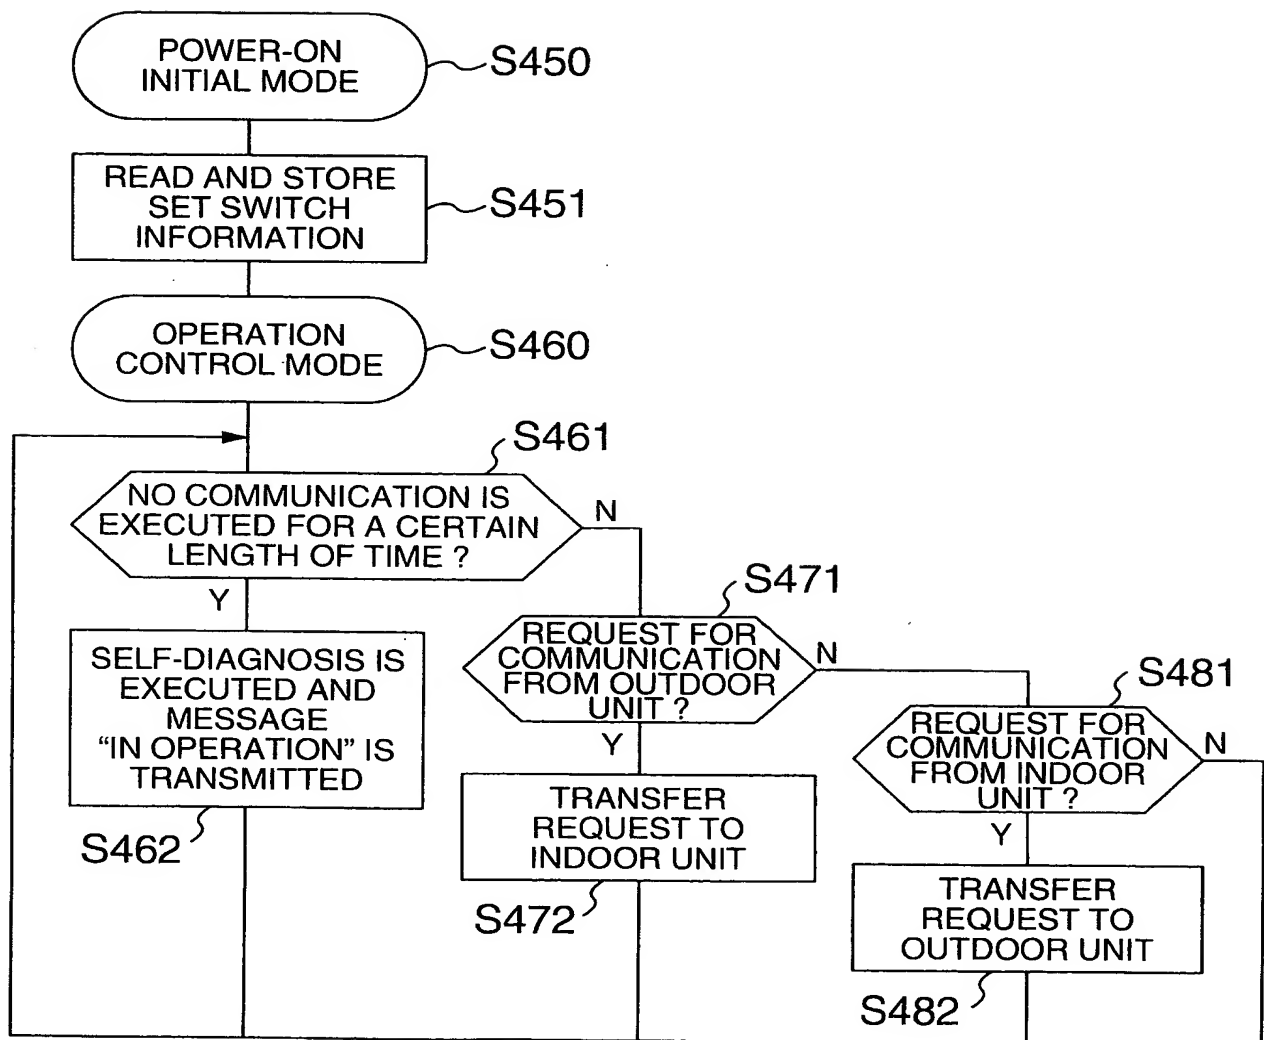 POWER-ON
INITIAL MODE
S450
READ AND STORE
SET SWITCH
INFORMATION
S451
OPERATION
CONTROL MODE
S460
S461
NO COMMUNICATION IS
EXECUTED FOR A CERTAIN
LENGTH OF TIME ?
N
Y
S471
REQUEST FOR
COMMUNICATION
FROM OUTDOOR
UNIT ?
N
Y
S481
REQUEST FOR
COMMUNICATION
FROM INDOOR
UNIT ?
N
Y
SELF-DIAGNOSIS IS
EXECUTED AND
MESSAGE
“IN OPERATION” IS
TRANSMITTED
S462
TRANSFER
REQUEST TO
INDOOR UNIT
S472
TRANSFER
REQUEST TO
OUTDOOR UNIT
S482